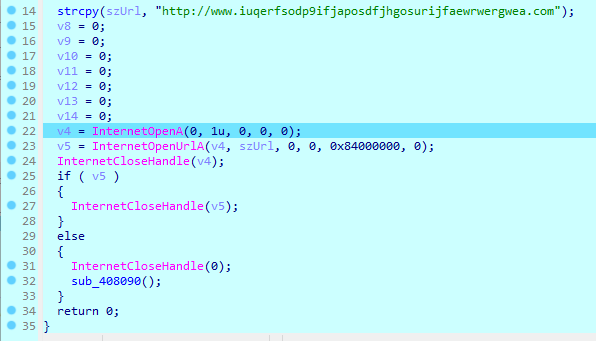 14 strcpy(szUrl, "http://www.iuqerfsodp9ifjaposdfjhgosurijfaewrwergwea.com");
15 v8 = 0;
16 v9 = 0;
17 v10 = 0;
18 v11 = 0;
19 v12 = 0;
20 v13 = 0;
21 v14 = 0;
22 v4 = InternetOpenA(0, 1u, 0, 0, 0);
23 v5 = InternetOpenUrlA(v4, szUrl, 0, 0, 0x84000000, 0);
24 InternetCloseHandle(v4);
25 if ( v5 )
26 {
27 InternetCloseHandle(v5);
28 }
29 else
30 {
31 InternetCloseHandle(0);
32 sub_408090();
33 }
34 return 0;
35 }